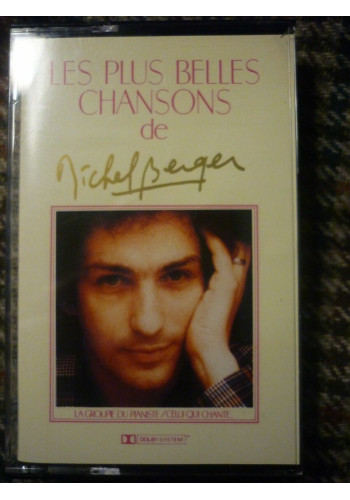 LES PLUS BELLES
CHANSONS
de
Michel Berger
LA GROUPIE DU PIANISTE / CELUI QUI CHANTE
DOLBY SYSTEM